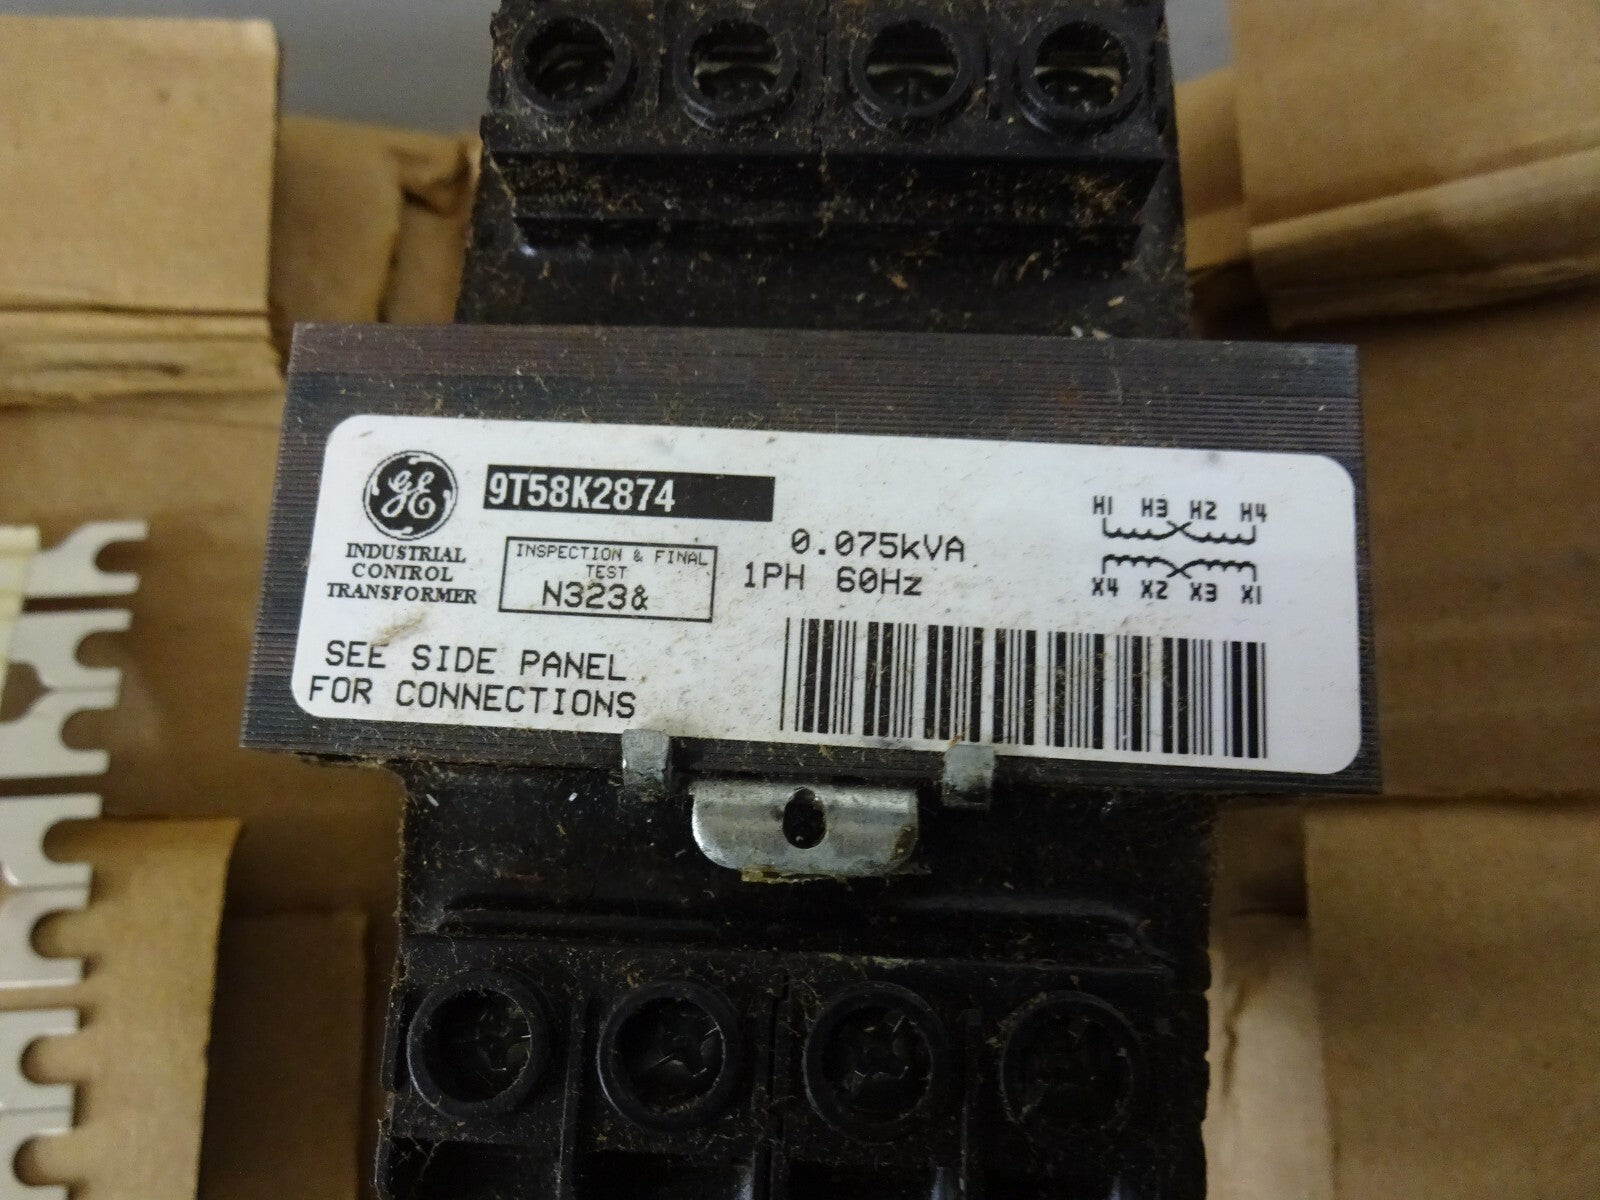 GE
INDUSTRIAL
CONTROL
TRANSFORMER
9T58K2874
INSPECTION & FINAL
TEST
N323&
SEE SIDE PANEL
FOR CONNECTIONS
0.075kVA
1PH 60Hz
H1 H3 H2 H4
X4 X2 X3 X1